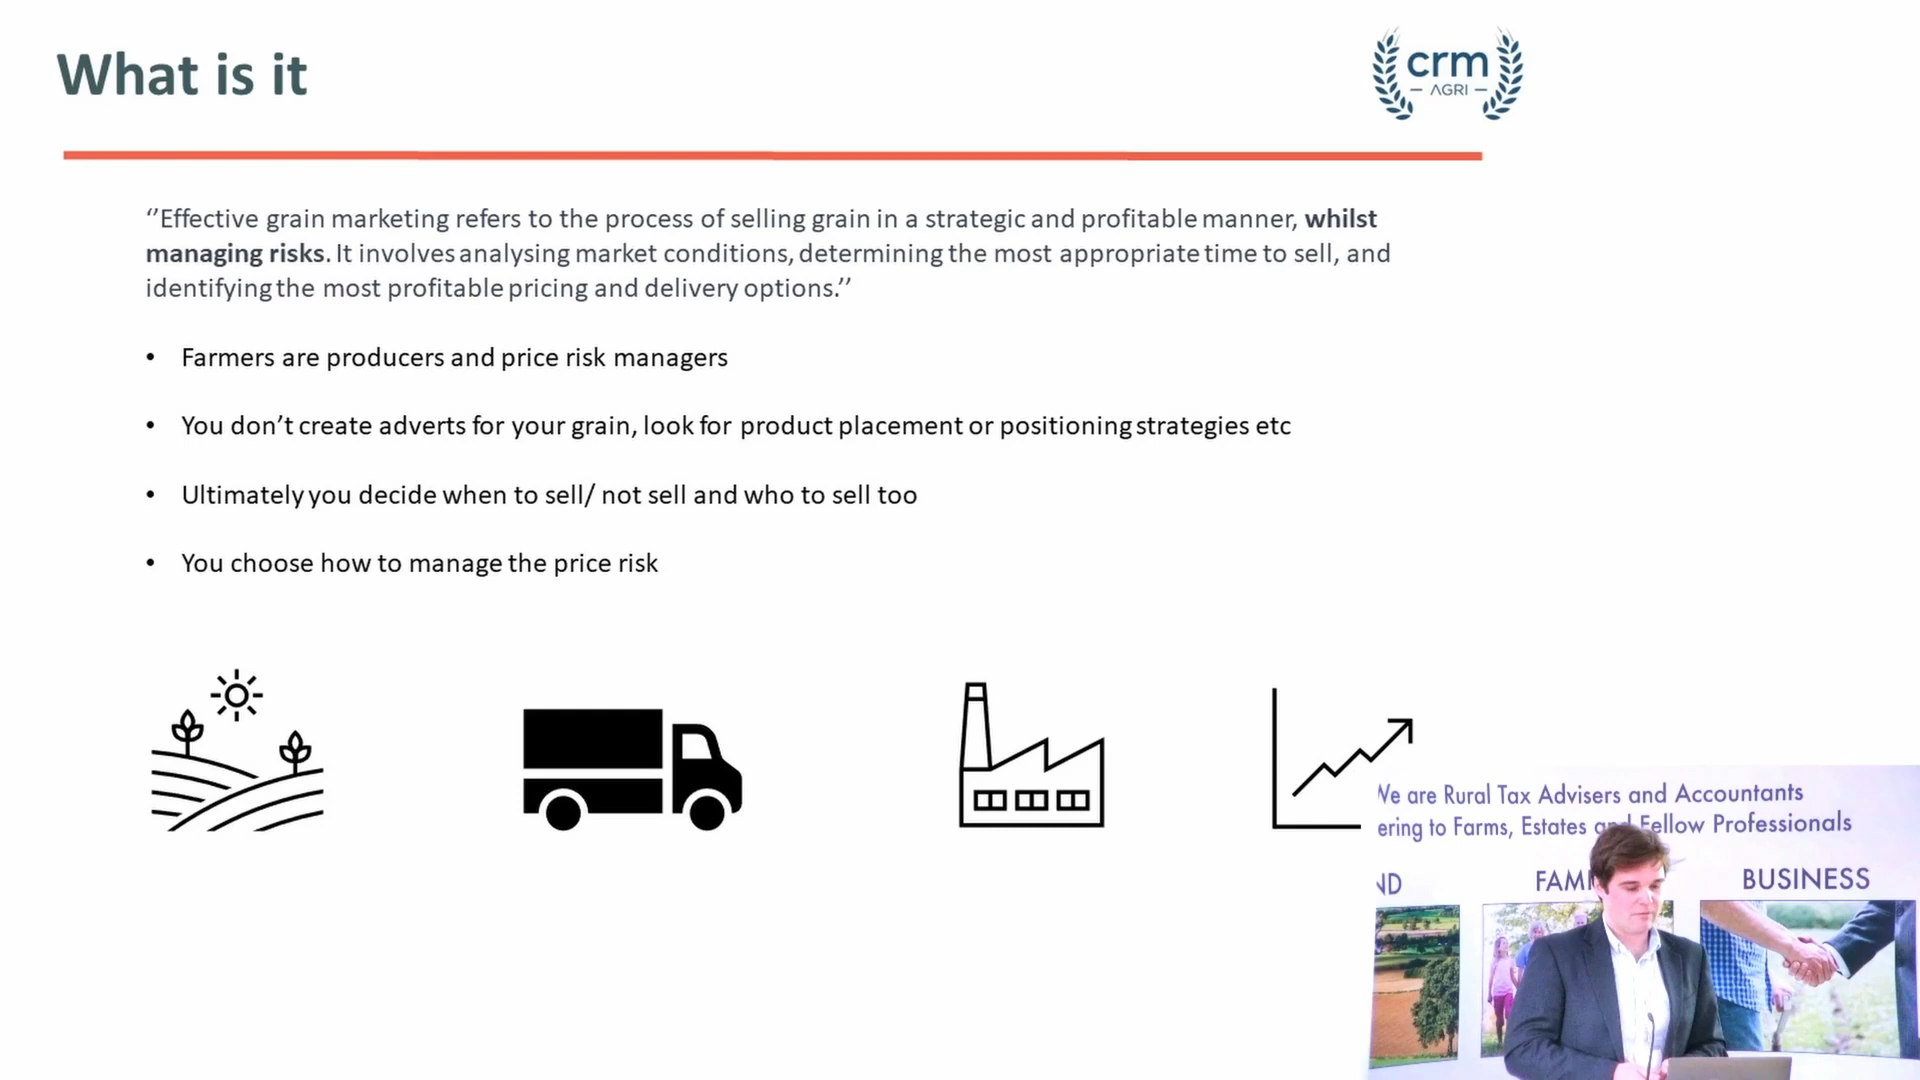 What is it
crm
AGRI
‘’Effective grain marketing refers to the process of selling grain in a strategic and profitable manner, whilst
managing risks. It involves analysing market conditions, determining the most appropriate time to sell, and
identifying the most profitable pricing and delivery options.’’
• Farmers are producers and price risk managers
• You don’t create adverts for your grain, look for product placement or positioning strategies etc
• Ultimately you decide when to sell/ not sell and who to sell too
• You choose how to manage the price risk
We are Rural Tax Advisers and Accountants
to Farms, Estates and Fellow Professionals
BUSINESS